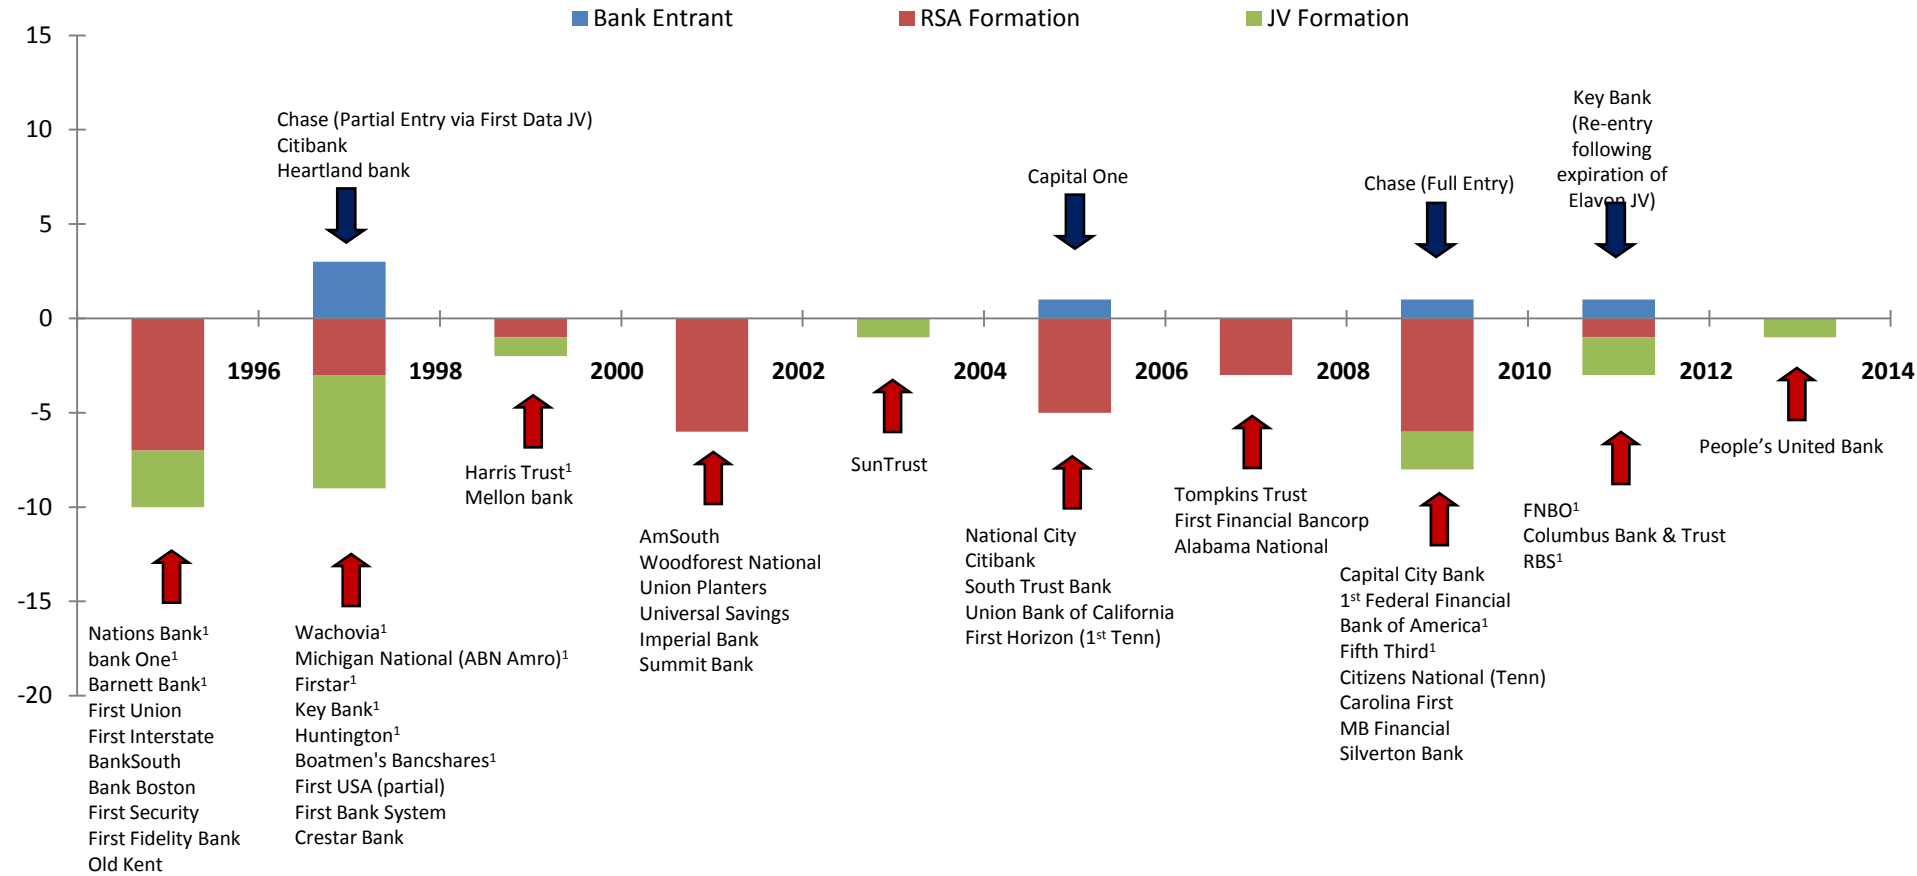 Bank Entrant
RSA Formation
JV Formation
15
10
5
0
-5
-10
-15
-20
Chase (Partial Entry via First Data JV)
Citibank
Heartland bank
Capital One
Chase (Full Entry)
Key Bank
(Re-entry
following
expiration of
Elavon JV)
1996
1998
2000
2002
2004
2006
2008
2010
2012
2014
Nations Bank¹
bank One¹
Barnett Bank¹
First Union
First Interstate
BankSouth
Bank Boston
First Security
First Fidelity Bank
Old Kent
Wachovia¹
Michigan National (ABN Amro)¹
Firstar¹
Key Bank¹
Huntington¹
Boatmen's Bancshares¹
First USA (partial)
First Bank System
Crestar Bank
Harris Trust¹
Mellon bank
AmSouth
Woodforest National
Union Planters
Universal Savings
Imperial Bank
Summit Bank
SunTrust
National City
Citibank
South Trust Bank
Union Bank of California
First Horizon (1st Tenn)
Tompkins Trust
First Financial Bancorp
Alabama National
Capital City Bank
1st Federal Financial
Bank of America¹
Fifth Third¹
Citizens National (Tenn)
Carolina First
MB Financial
Silverton Bank
FNBO¹
Columbus Bank & Trust
RBS¹
People’s United Bank